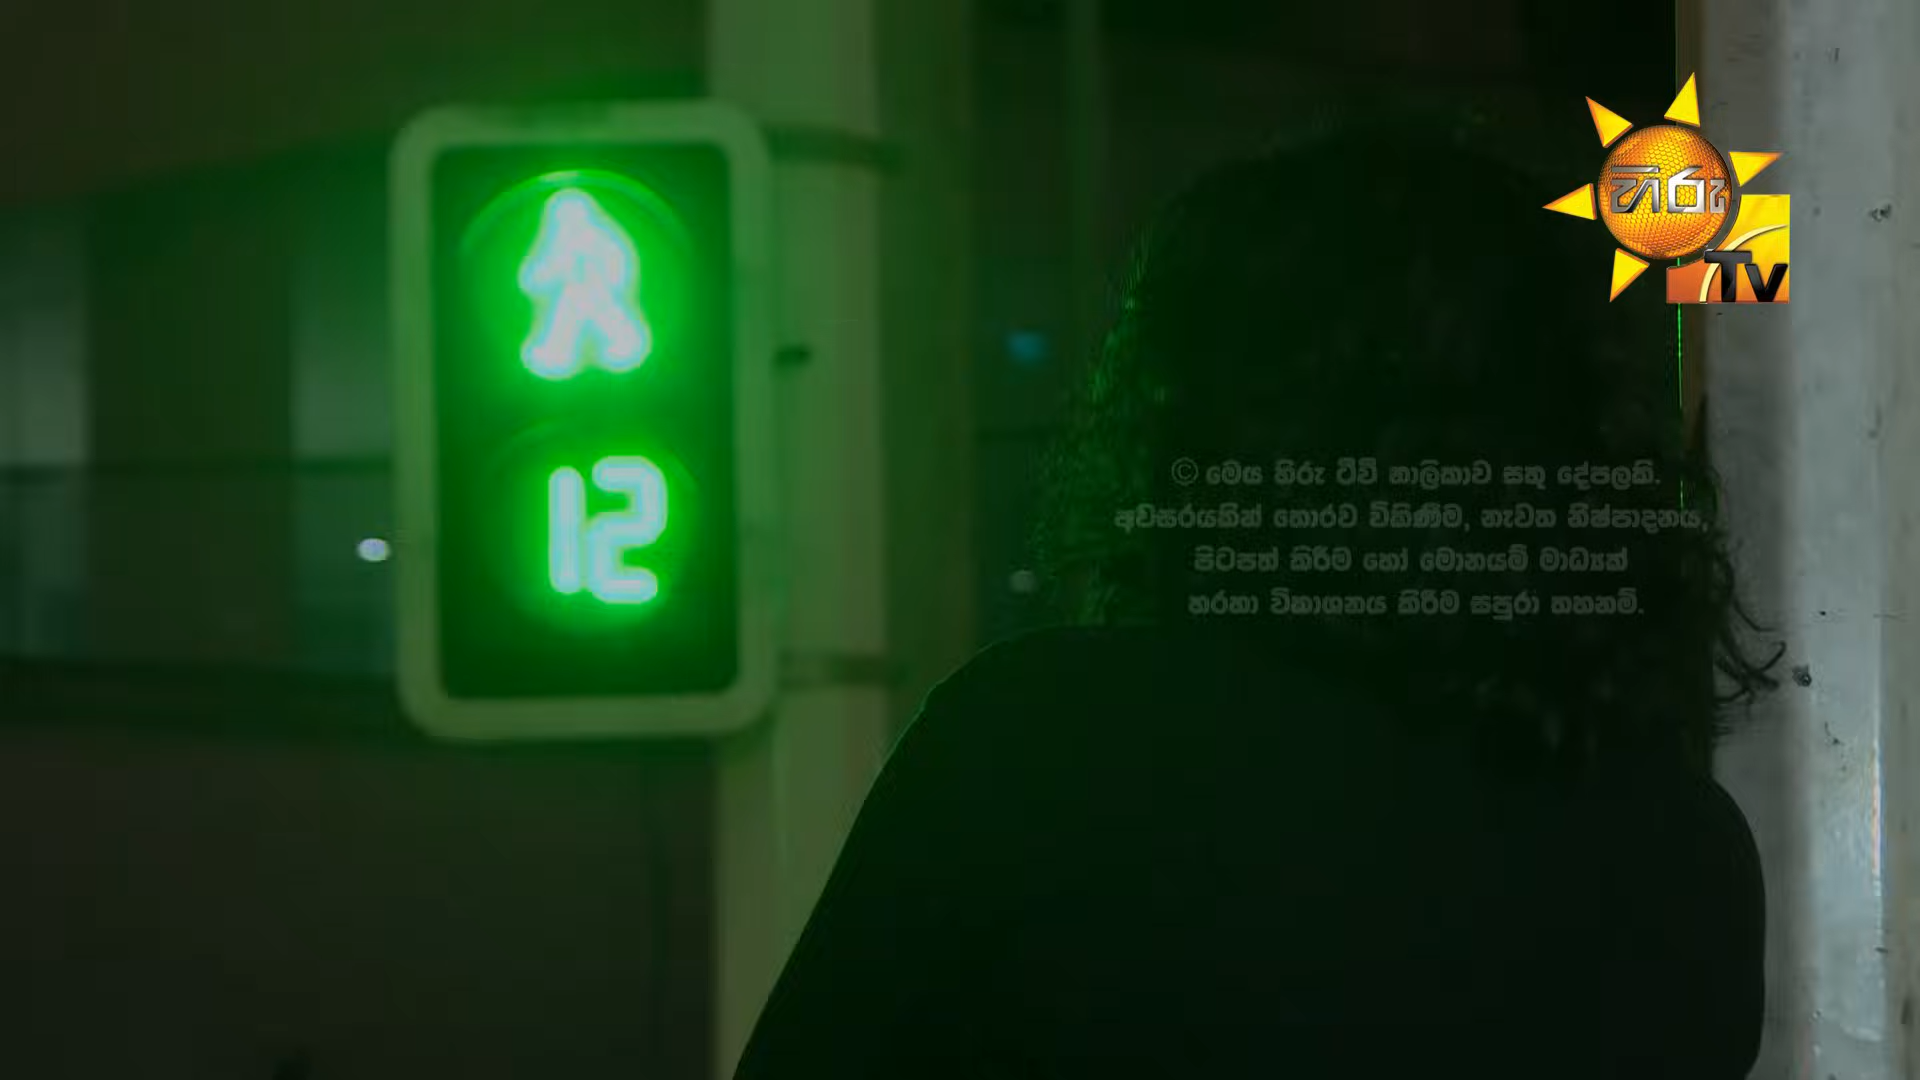 හිරු
TV
12
© මෙය හිරු ටීවී නාලිකාව සතු දේපලකි.
අවසරයකින් තොරව විකිණීම, නැවත නිෂ්පාදනය,
පිටපත් කිරීම හෝ මොනයම් මාධ්‍යක්
හරහා විකාශනය කිරීම සපුරා තහනම්.